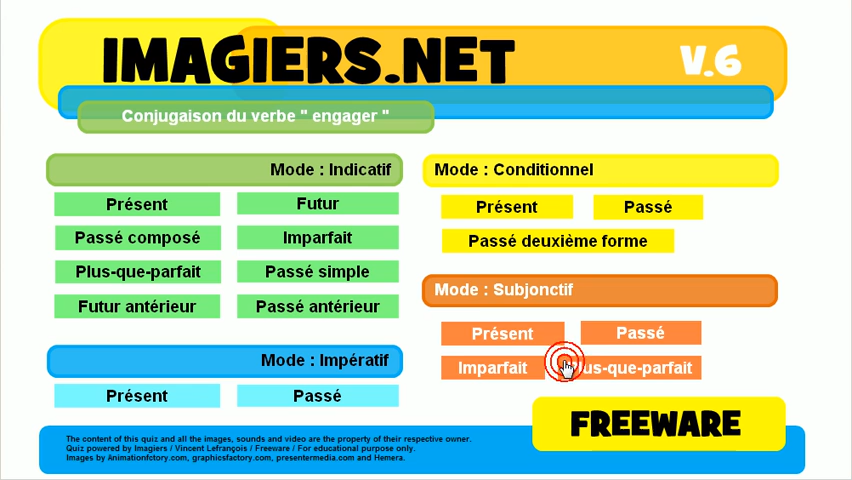 IMAGIERS.NET
V.6
Conjugaison du verbe " engager "
Mode : Indicatif
Présent
Futur
Passé composé
Imparfait
Plus-que-parfait
Passé simple
Futur antérieur
Passé antérieur
Mode : Impératif
Présent
Passé
Mode : Conditionnel
Présent
Passé
Passé deuxième forme
Mode : Subjonctif
Présent
Passé
Imparfait
Plus-que-parfait
FREEWARE
The content of this quiz and all the images, sounds and video are the property of their respective owner.
Quiz powered by Imagiers / Vincent Lefrançois / Freeware / For educational purpose only.
Images by Animationfctory.com, graphicsfactory.com, presentermedia.com and Hemera.